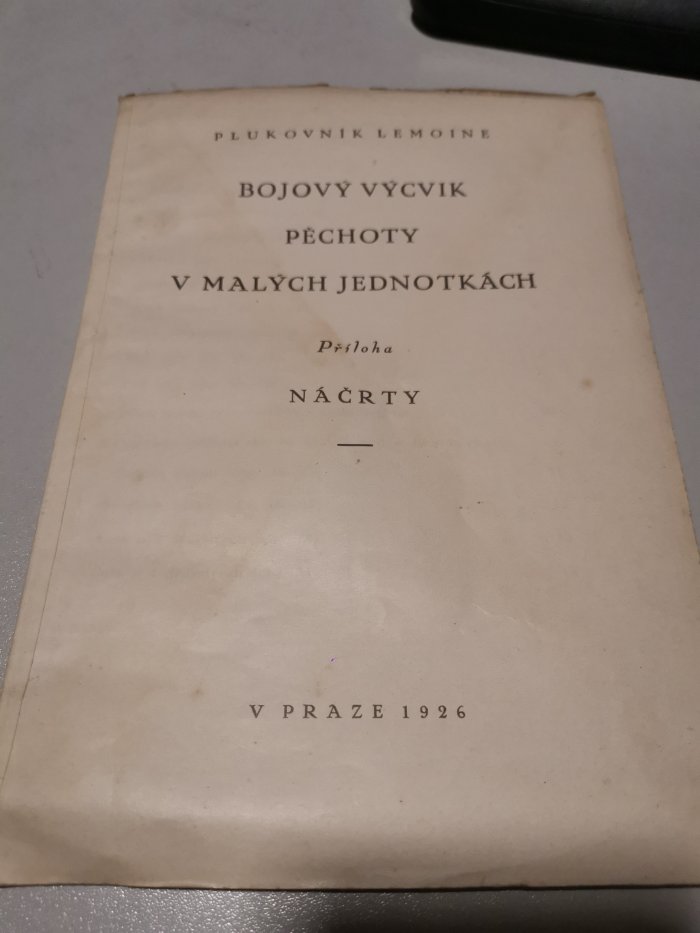 PLUKOVNÍK LEMOINE
BOJOVÝ VÝCVIK
PĚCHOTY
V MALÝCH JEDNOTKÁCH
Příloha
NÁČRTY
V PRAZE 1926